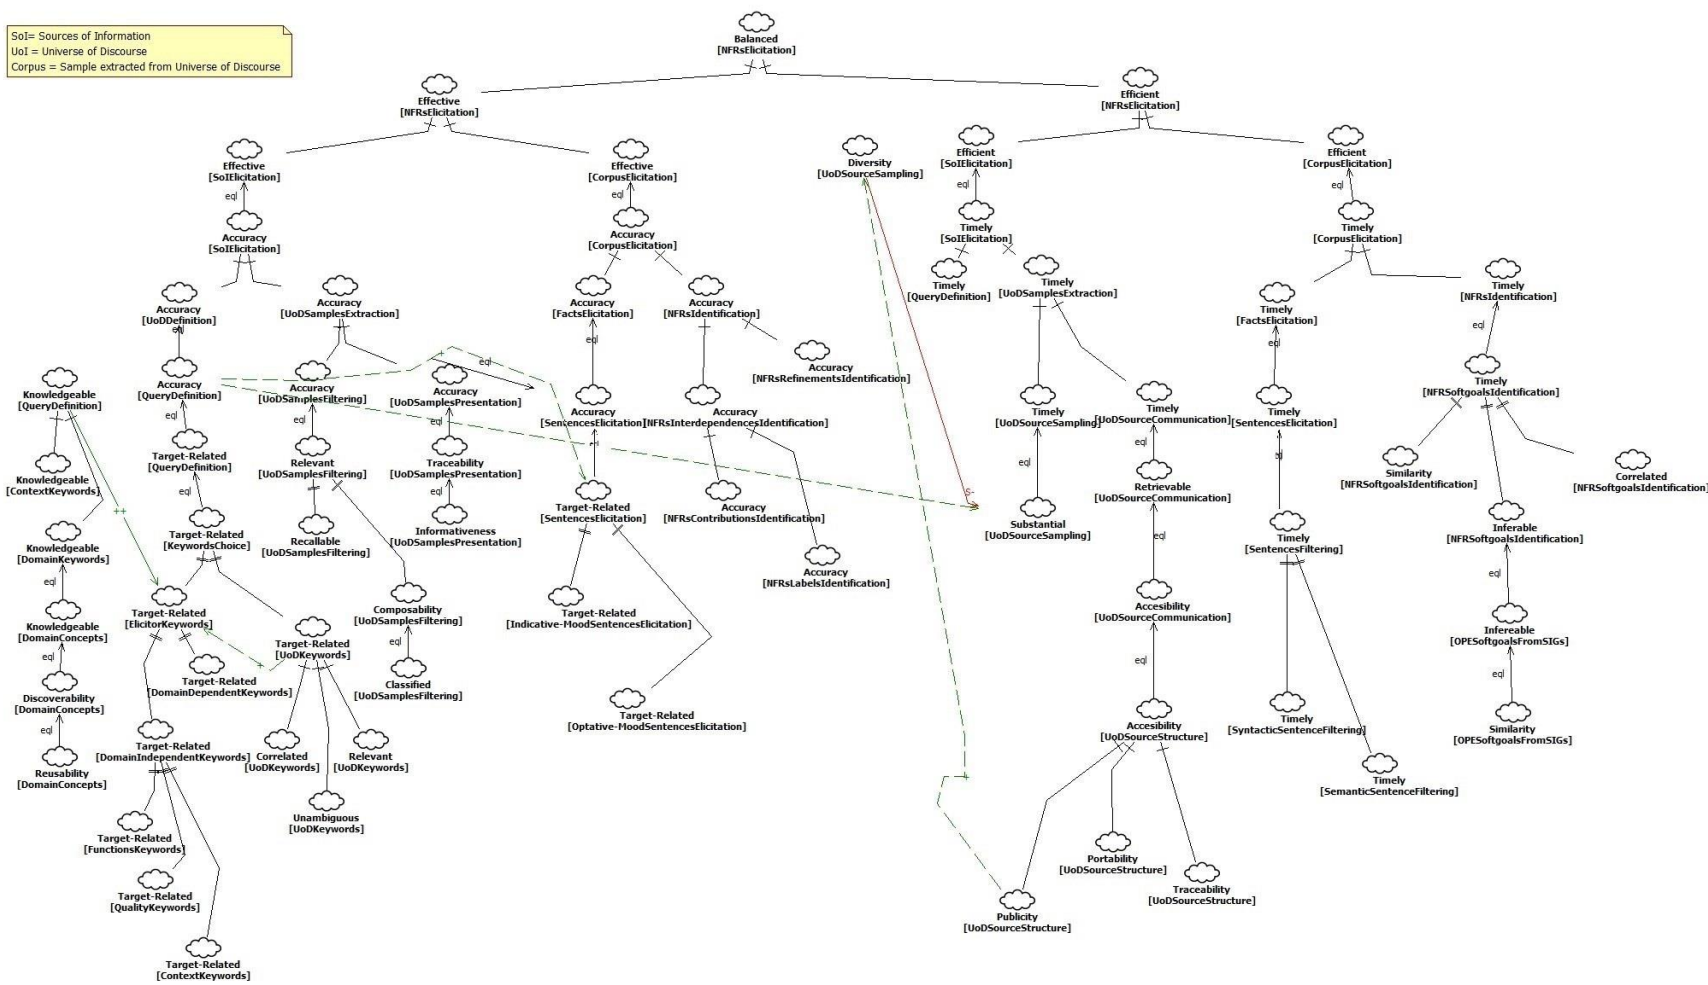 SoI= Sources of Information
UoI = Universe of Discourse
Corpus = Sample extracted from Universe of Discourse
Balanced
[NFRsElicitation]
Effective
[NFRsElicitation]
Efficient
[NFRsElicitation]
Effective
[SoIElicitation]
Effective
[CorpusElicitation]
Diversity
[UoDSourceSampling]
Efficient
[SoIElicitation]
Efficient
[CorpusElicitation]
eql
eql
eql
eql
Accuracy
[SoIElicitation]
Accuracy
[CorpusElicitation]
Timely
[SoIElicitation]
Timely
[CorpusElicitation]
Accuracy
[UoDDefinition]
eql
Accuracy
[UoDSamplesExtraction]
Accuracy
[FactsElicitation]
Accuracy
[NFRsIdentification]
Timely
[QueryDefinition]
Timely
[UoDSamplesExtraction]
Timely
[FactsElicitation]
Timely
[NFRsIdentification]
eql
eql
eql
+
eql
Accuracy
[NFRsRefinementsIdentification]
Knowledgeable
[QueryDefinition]
Accuracy
[QueryDefinition]
Accuracy
[UoDSamplesFiltering]
Accuracy
[UoDSamplesPresentation]
Timely
[NFRSoftgoalsIdentification]
Accuracy
[SentencesElicitation]
Accuracy
[NFRsInterdependencesIdentification]
Timely
[UoDSourceSampling]
Timely
[UoDSourceCommunication]
Timely
[SentencesElicitation]
eql
eql
eql
eql
eql
eql
eql
Knowledgeable
[ContextKeywords]
Target-Related
[QueryDefinition]
Relevant
[UoDSamplesFiltering]
Traceability
[UoDSamplesPresentation]
Target-Related
[SentencesElicitation]
Accuracy
[NFRsContributionsIdentification]
Retrievable
[UoDSourceCommunication]
Similarity
[NFRSoftgoalsIdentification]
Correlated
[NFRSoftgoalsIdentification]
eql
eql
S-
++
Target-Related
[KeywordsChoice]
Recallable
[UoDSamplesFiltering]
Informativeness
[UoDSamplesPresentation]
Substantial
[UoDSourceSampling]
Timely
[SentencesFiltering]
Inferable
[NFRSoftgoalsIdentification]
Knowledgeable
[DomainKeywords]
Accuracy
[NFRsLabelsIdentification]
eql
eql
eql
Target-Related
[ElicitorKeywords]
Composability
[UoDSamplesFiltering]
Target-Related
[Indicative-MoodSentencesElicitation]
Accesibility
[UoDSourceCommunication]
Knowledgeable
[DomainConcepts]
Target-Related
[UoDKeywords]
Infereable
[OPESoftgoalsFromSIGs]
eql
eql
eql
eql
+
Target-Related
[DomainDependentKeywords]
Classified
[UoDSamplesFiltering]
Discoverability
[DomainConcepts]
Target-Related
[Optative-MoodSentencesElicitation]
Accesibility
[UoDSourceStructure]
Timely
[SyntacticSentenceFiltering]
Similarity
[OPESoftgoalsFromSIGs]
eql
Target-Related
[DomainIndependentKeywords]
Correlated
[UoDKeywords]
Relevant
[UoDKeywords]
Reusability
[DomainConcepts]
+
Timely
[SemanticSentenceFiltering]
Unambiguous
[UoDKeywords]
Target-Related
[FunctionsKeywords]
Portability
[UoDSourceStructure]
Target-Related
[QualityKeywords]
Traceability
[UoDSourceStructure]
Publicity
[UoDSourceStructure]
Target-Related
[ContextKeywords]